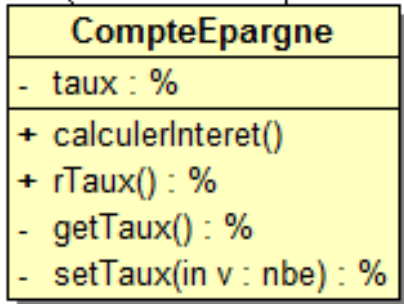 CompteEpargne
- taux : %
+ calculerInteret()
+ rTaux() : %
- getTaux() : %
- setTaux(in v : nbe) : %